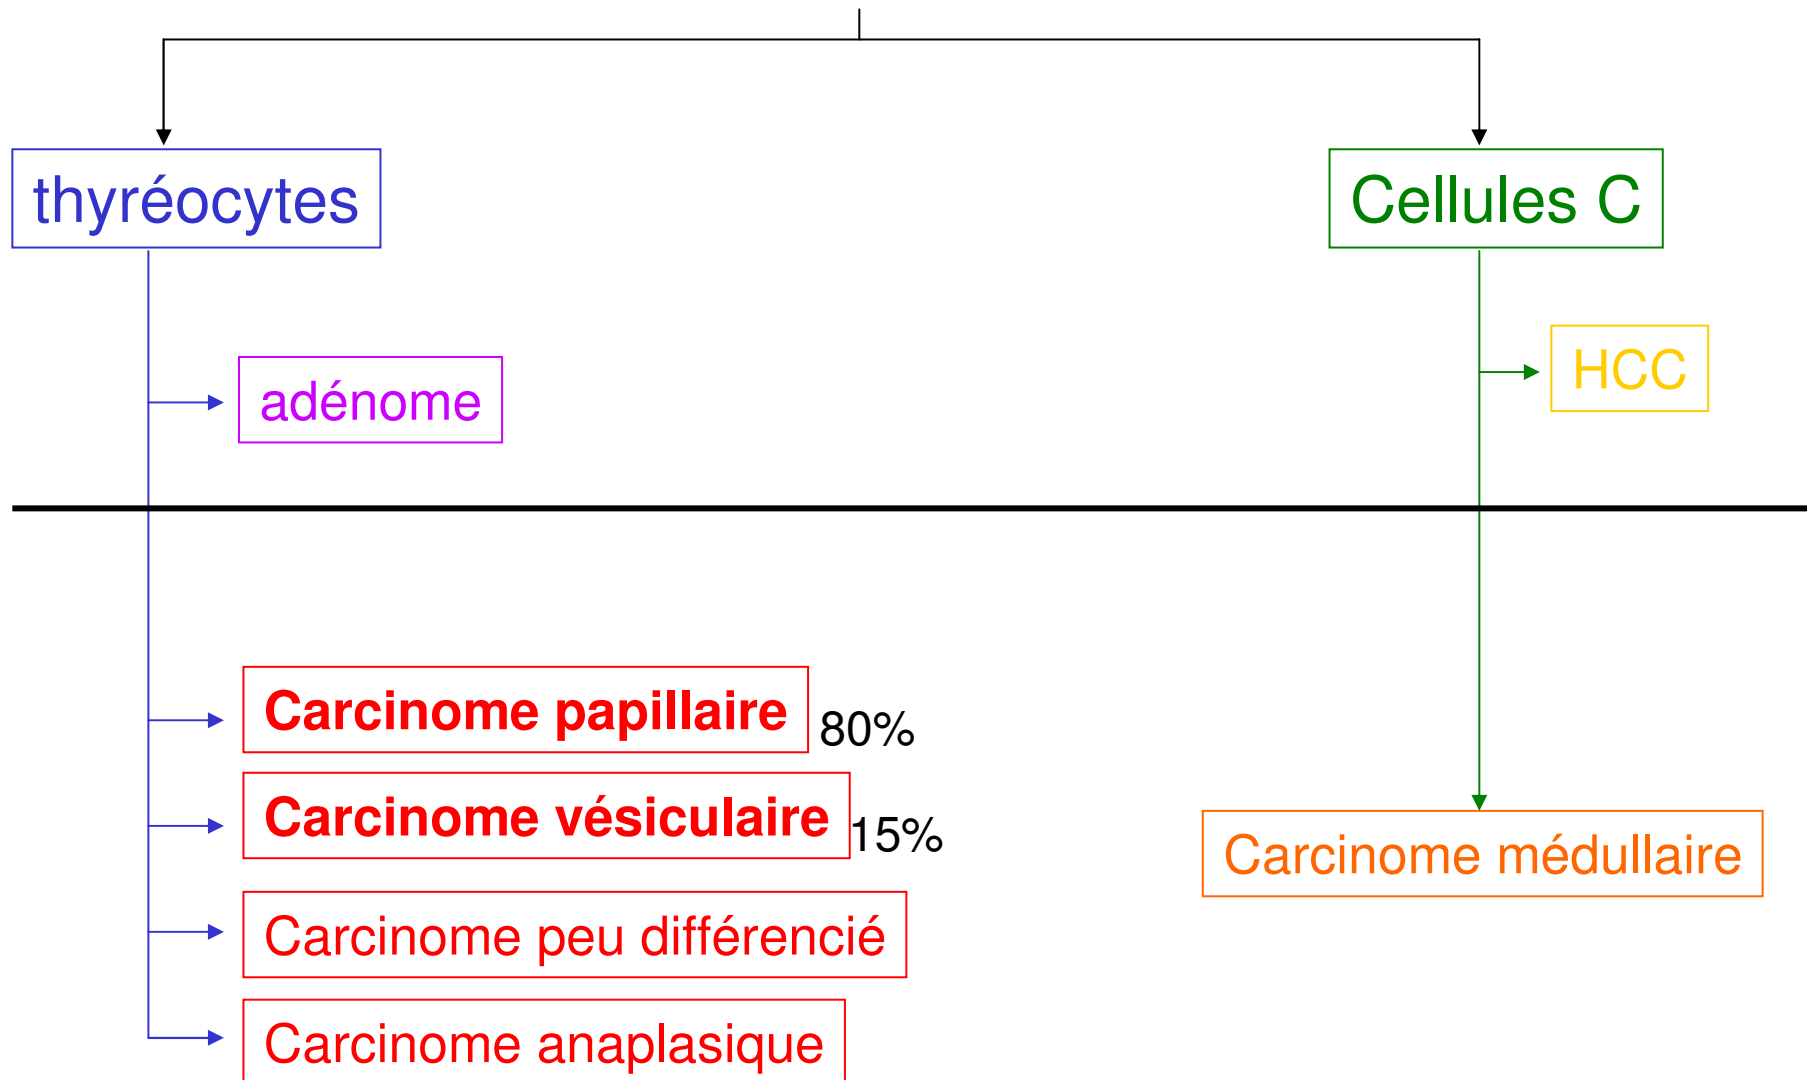 thyréocytes
Cellules C
HCC
adénome
Carcinome papillaire
80%
Carcinome vésiculaire
15%
Carcinome médullaire
Carcinome peu différencié
Carcinome anaplasique